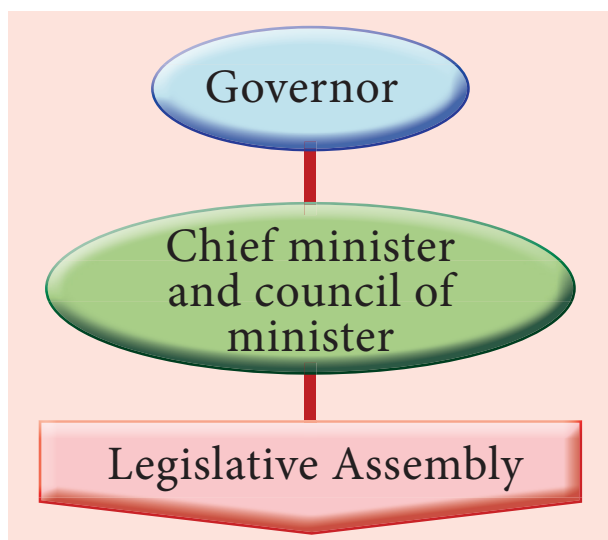 Governor
Chief minister
and council of
minister
Legislative Assembly